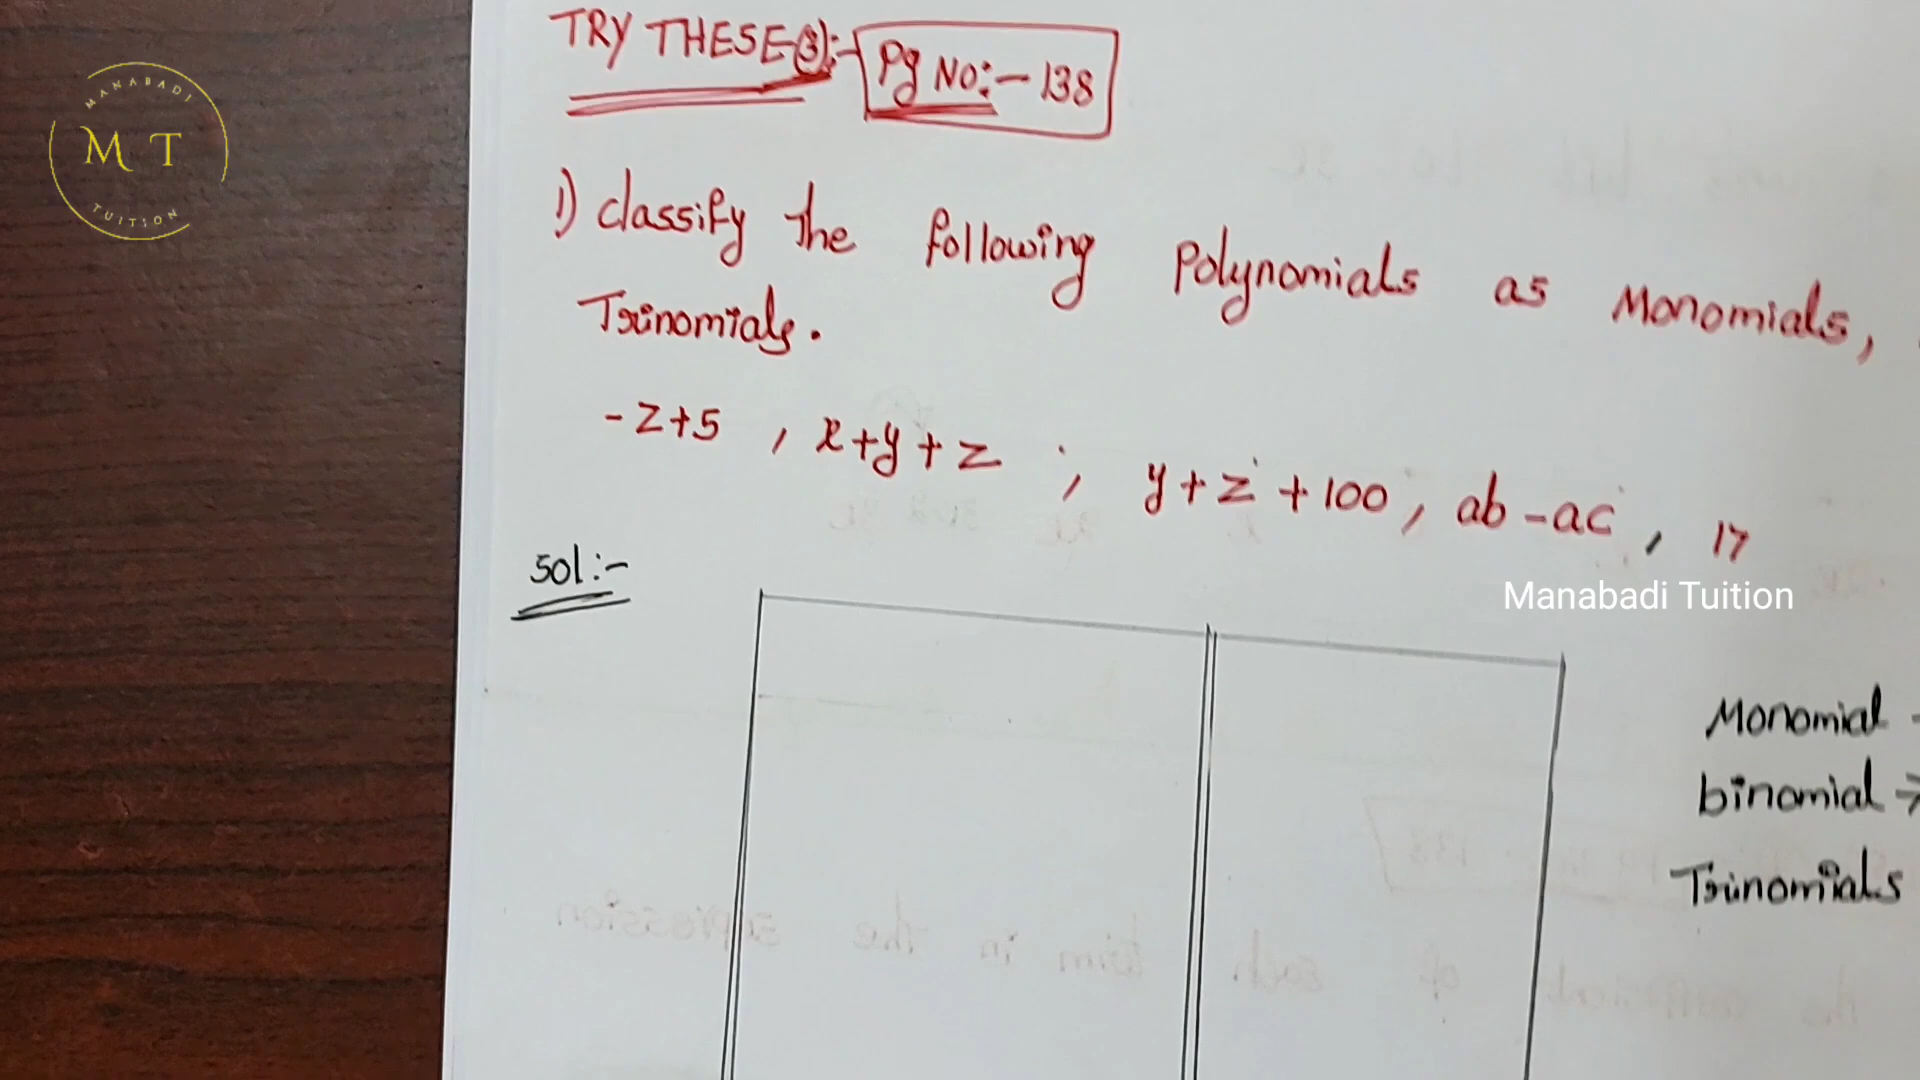 MANABADI
M T
TUITION
TRY THESE(3):- Pg No:- 138
1) classify the following Polynomials as Monomials,
Trinomials.
-z+5 , x+y+z , y+z+100, ab-ac , 17
Sol:-
Manabadi Tuition
Monomial -
binomial →
Trinomials